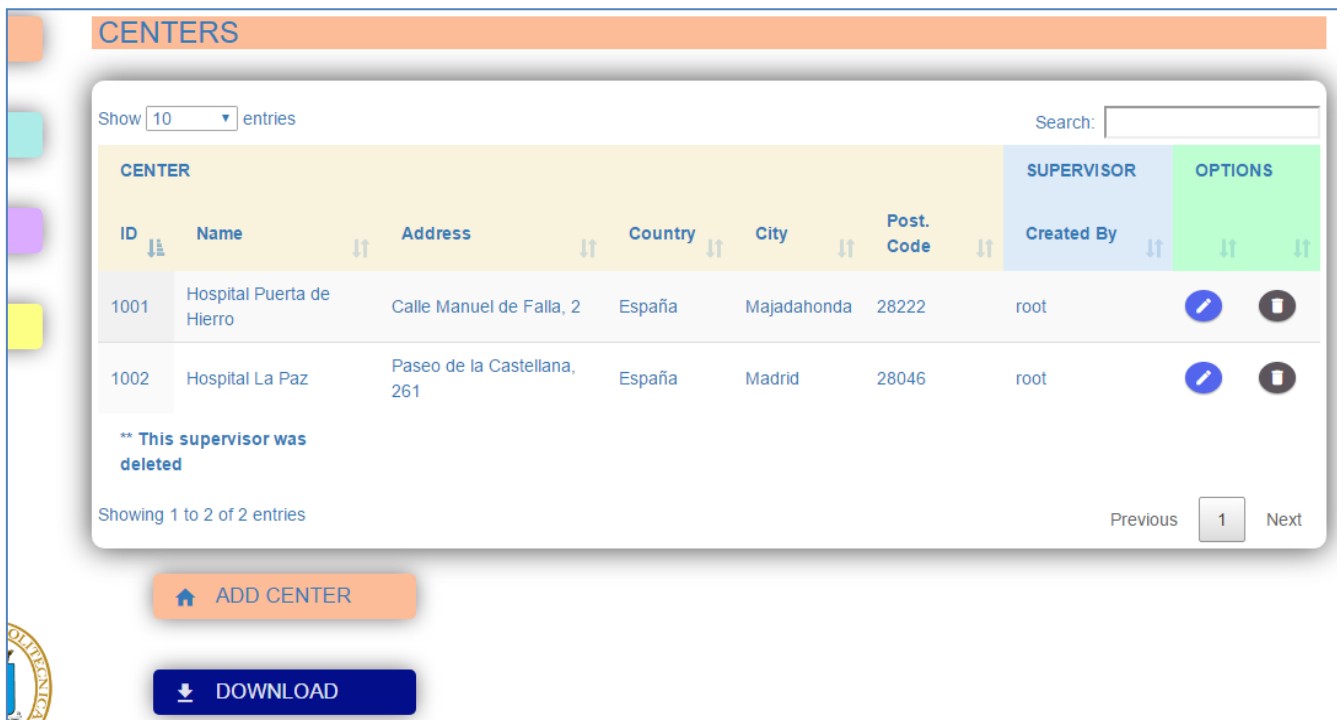 CENTERS
Show 10 entries
Search:
CENTER SUPERVISOR OPTIONS
ID Name Address Country City Post. Code Created By
1001 Hospital Puerta de Hierro Calle Manuel de Falla, 2 España Majadahonda 28222 root
1002 Hospital La Paz Paseo de la Castellana, 261 España Madrid 28046 root
** This supervisor was
deleted
Showing 1 to 2 of 2 entries
Previous 1 Next
ADD CENTER
DOWNLOAD